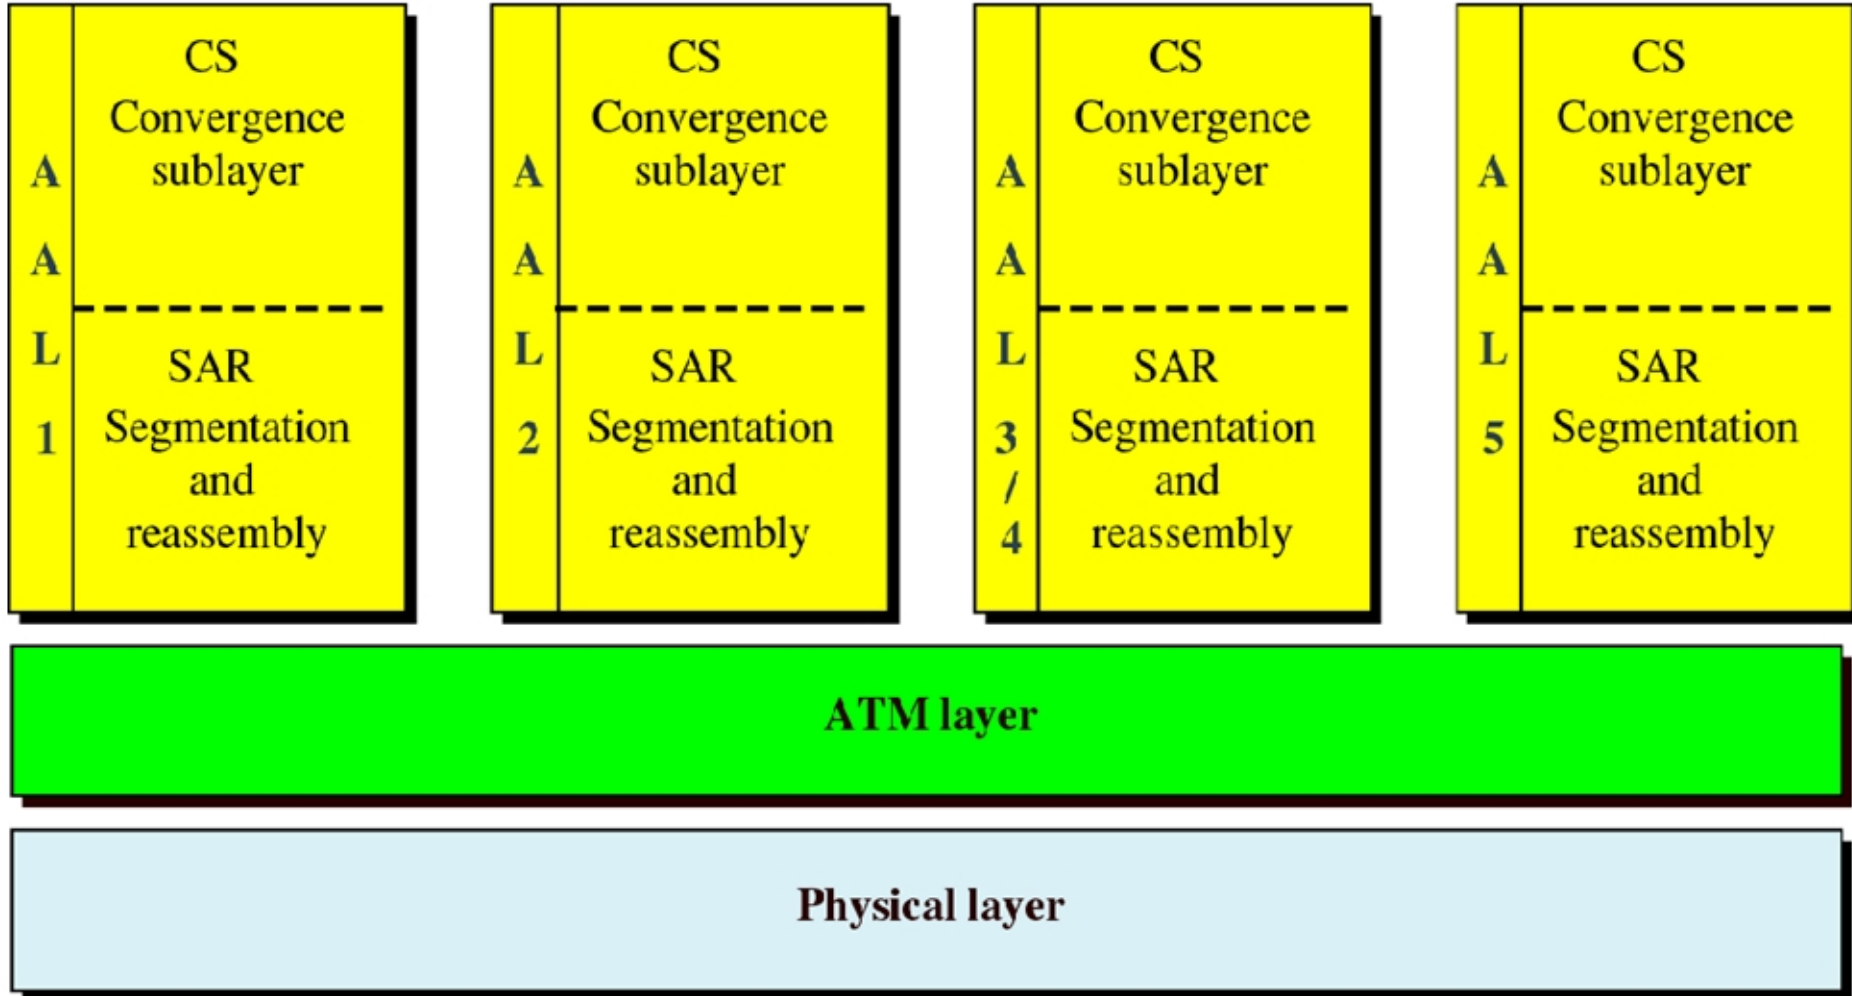 A
A
L
1
CS
Convergence
sublayer
SAR
Segmentation
and
reassembly
A
A
L
2
CS
Convergence
sublayer
SAR
Segmentation
and
reassembly
A
A
L
3
/
4
CS
Convergence
sublayer
SAR
Segmentation
and
reassembly
A
A
L
5
CS
Convergence
sublayer
SAR
Segmentation
and
reassembly
ATM layer
Physical layer